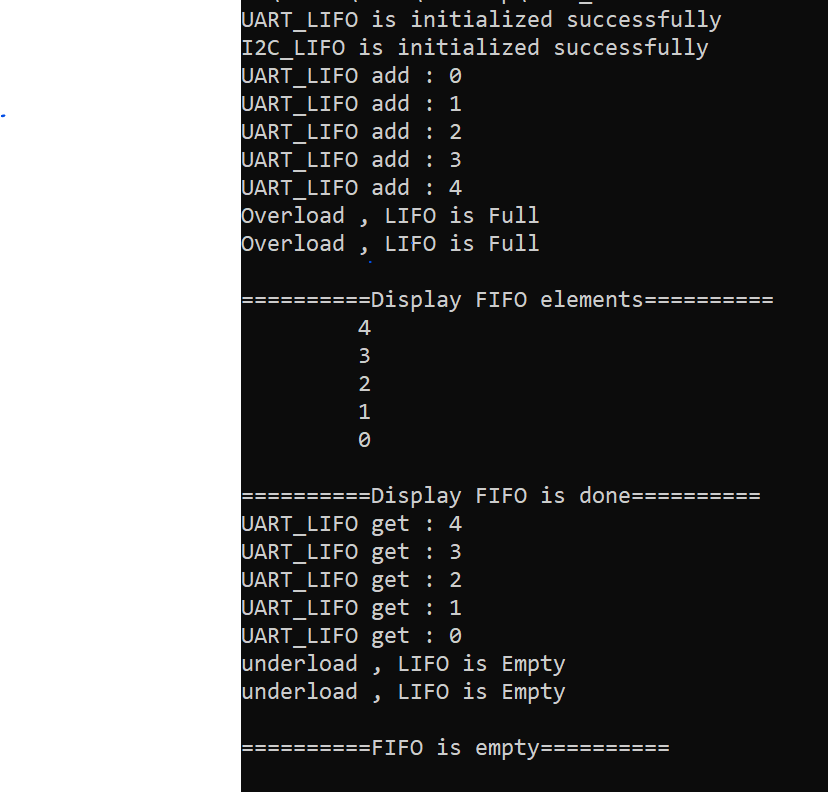 UART_LIFO is initialized successfully
I2C_LIFO is initialized successfully
UART_LIFO add : 0
UART_LIFO add : 1
UART_LIFO add : 2
UART_LIFO add : 3
UART_LIFO add : 4
Overload , LIFO is Full
Overload , LIFO is Full
==========Display FIFO elements==========
4
3
2
1
0
==========Display FIFO is done==========
UART_LIFO get : 4
UART_LIFO get : 3
UART_LIFO get : 2
UART_LIFO get : 1
UART_LIFO get : 0
underload , LIFO is Empty
underload , LIFO is Empty
==========FIFO is empty==========